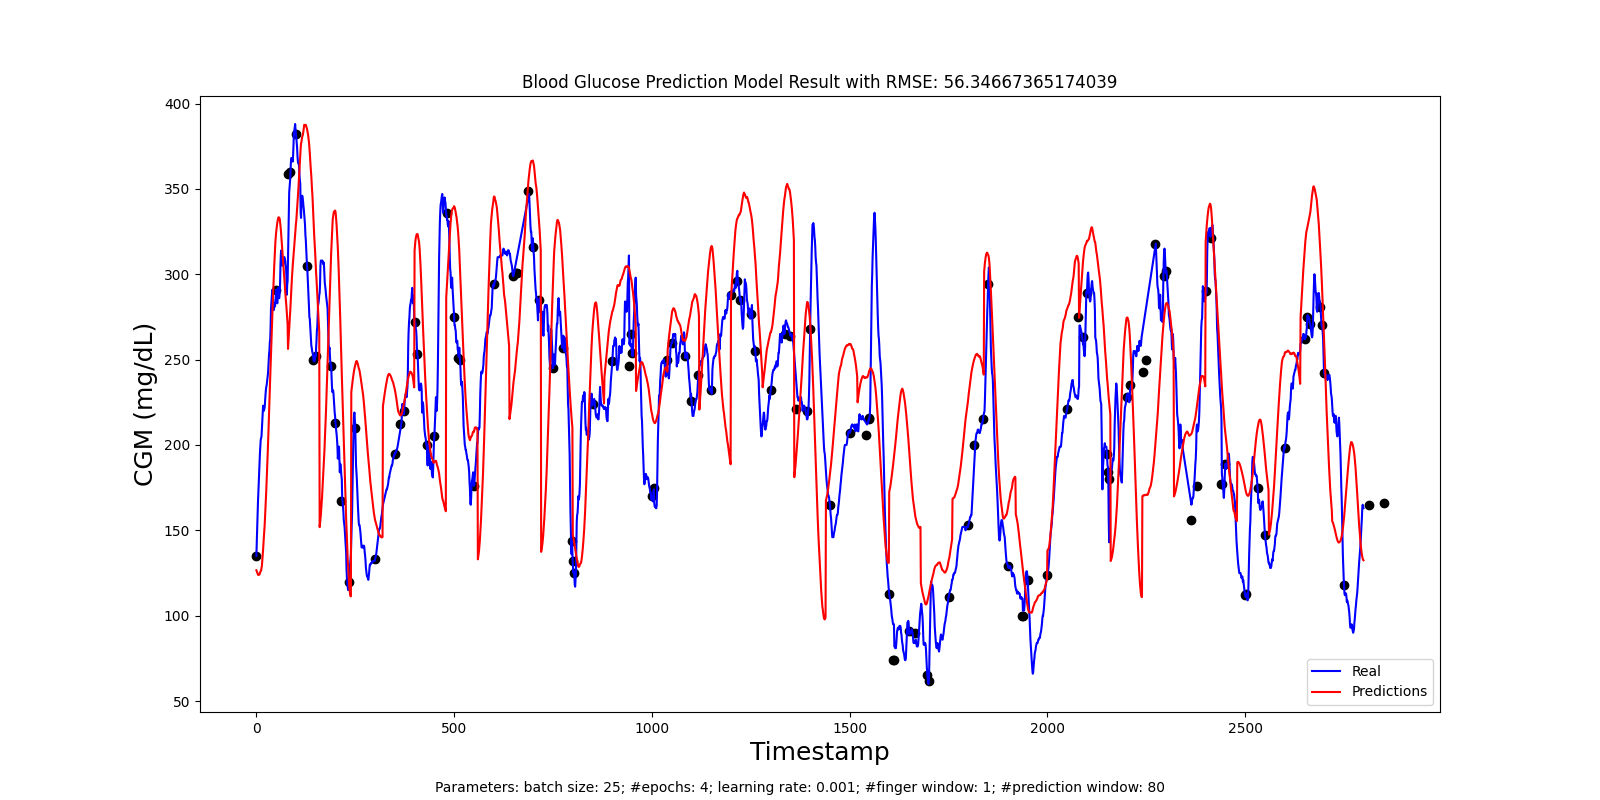 Blood Glucose Prediction Model Result with RMSE: 56.34667365174039
400
350
300
250
200
150
100
50
CGM (mg/dL)
0 500 1000 1500 2000 2500
Timestamp
Real
Predictions
Parameters: batch size: 25; #epochs: 4; learning rate: 0.001; #finger window: 1; #prediction window: 80